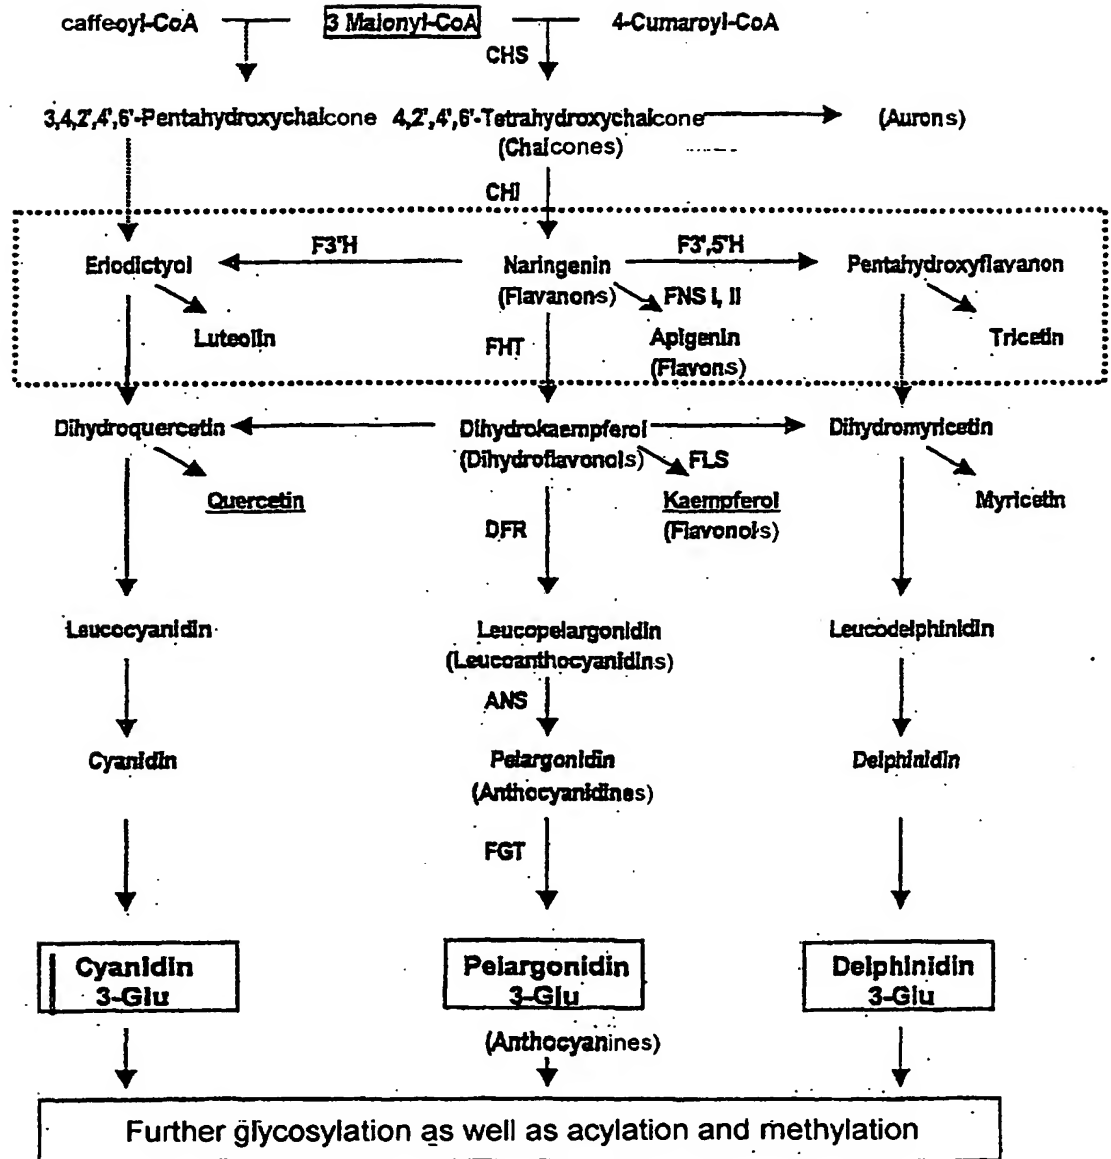 caffeoyl-CoA 3 Malonyl-CoA 4-Cumaroyl-CoA
CHS
3,4,2',4',6'-Pentahydroxychalcone 4,2',4',6'-Tetrahydroxychalcone (Aurons)
(Chalcones)
CHI
F3'H F3',5'H
Eriodictyol Naringenin Pentahydroxyflavanon
(Flavanons) FNS I, II
Luteolin FHT Apigenin Tricetin
(Flavons)
Dihydroquercetin Dihydrokaempferol Dihydromyricetin
(Dihydroflavonols) FLS
Quercetin Kaempferol Myricetin
DFR (Flavonols)
Leucocyanidin Leucopelargonidin Leucodelphinidin
(Leucoanthocyanidins)
ANS
Cyanidin Pelargonidin Delphinidin
(Anthocyanidines)
FGT
Cyanidin Pelargonidin Delphinidin
3-Glu 3-Glu 3-Glu
(Anthocyanines)
Further glycosylation as well as acylation and methylation